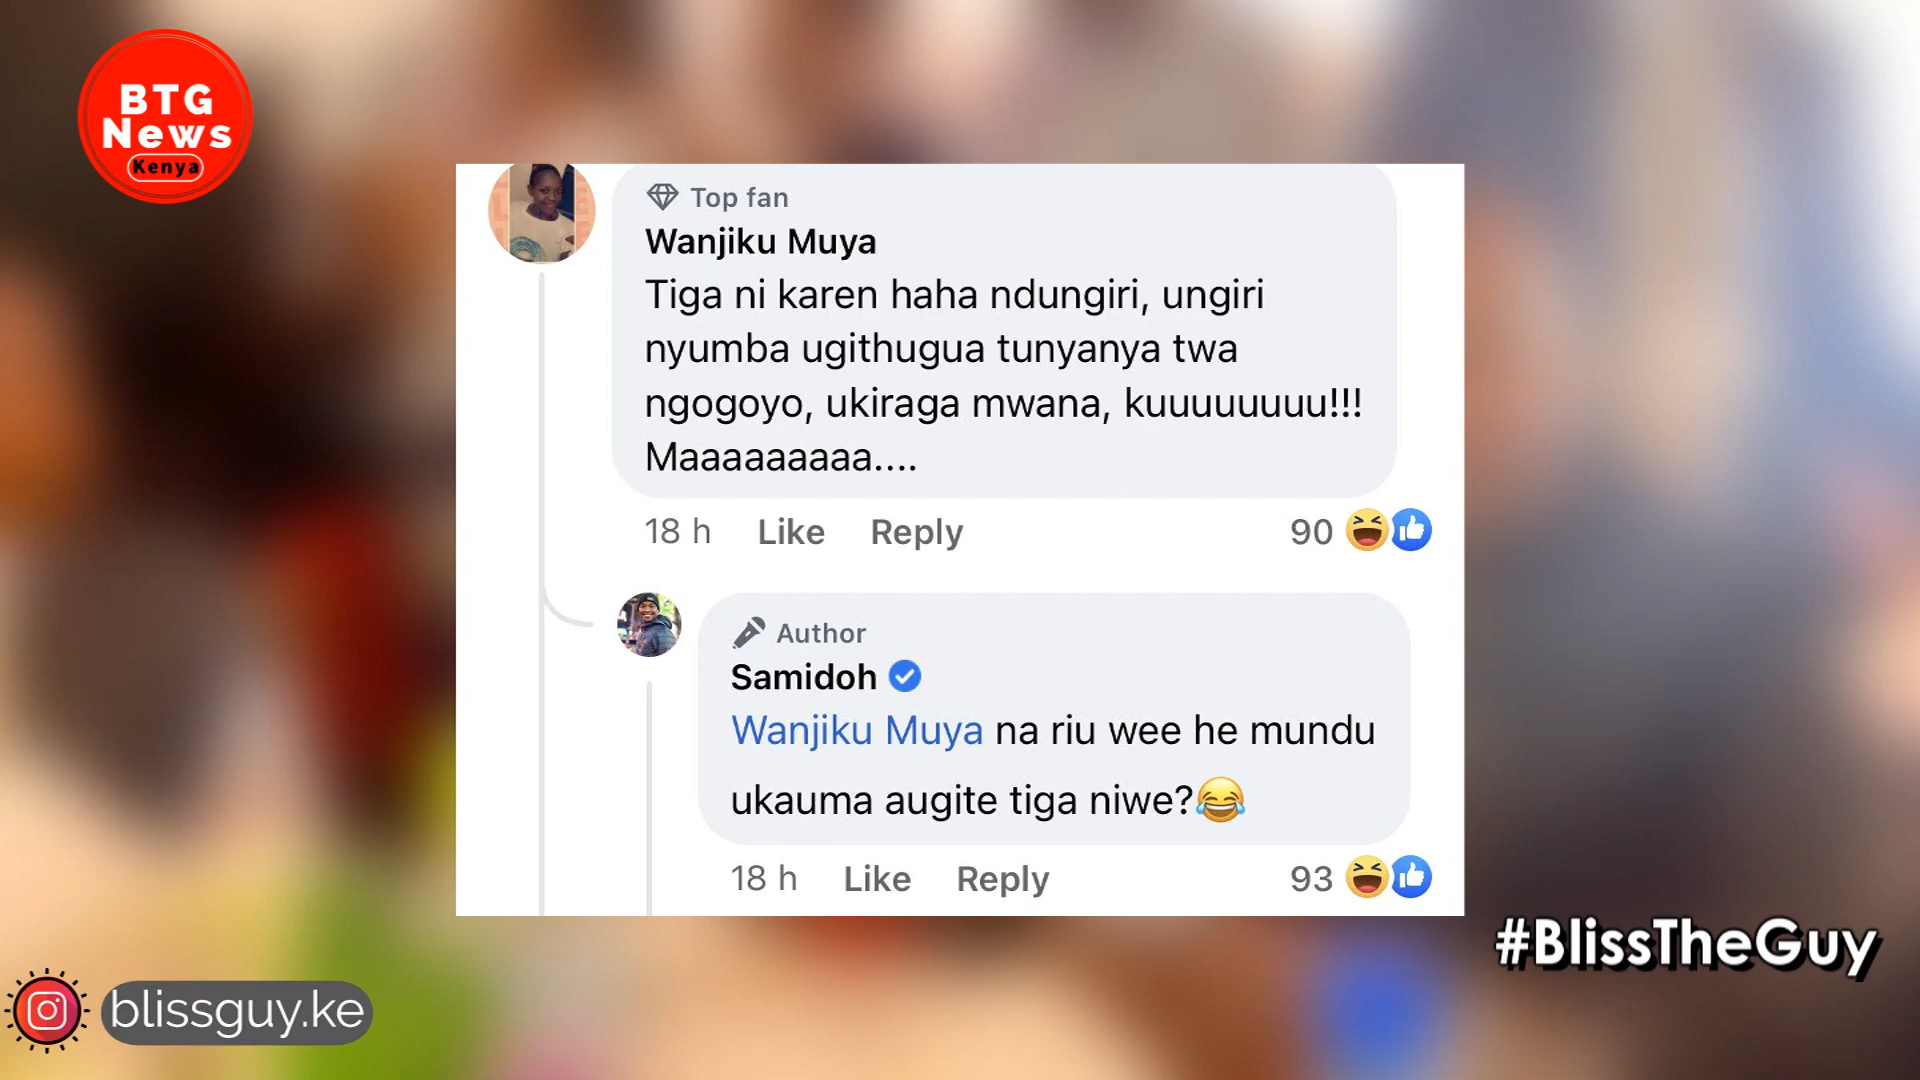 BTG
News
Kenya
Top fan
Wanjiku Muya
Tiga ni karen haha ndungiri, ungiri
nyumba ugithugua tunyanya twa
ngogoyo, ukiraga mwana, kuuuuuuuu!!!
Maaaaaaaaa....
18 h Like Reply 90
Author
Samidoh
Wanjiku Muya na riu wee he mundu
ukauma augite tiga niwe?😂
18 h Like Reply 93
#BlissTheGuy
blissguy.ke